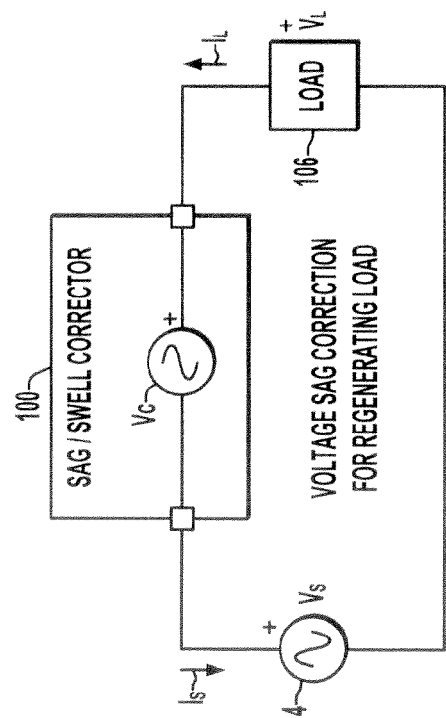 100
SAG / SWELL CORRECTOR
VC
+
IS
+
VS
4
IL
+ VL
LOAD
106
VOLTAGE SAG CORRECTION
FOR REGENERATING LOAD